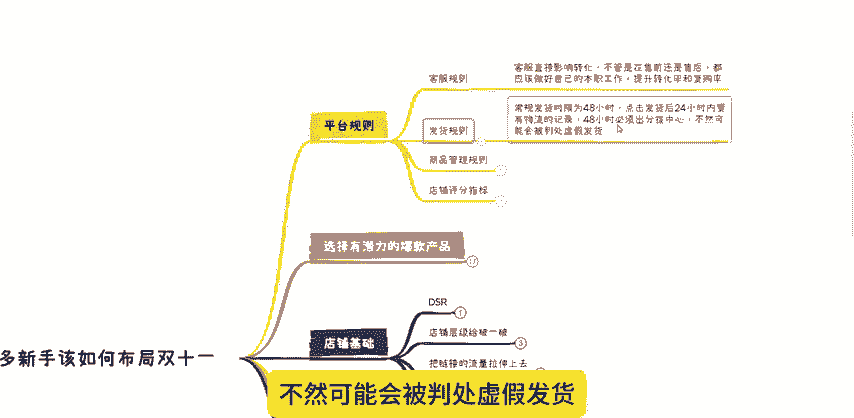 客服规则
客服直接影响转化,不管是在售前还是售后,都
应该做好自己的本职工作,提升转化率和复购率
平台规则
发货规则
常规发货时限为48小时,点击发货后24小时内要
有物流的记录,48小时必须出分拨中心,不然可
能会被判处虚假发货
商品管理规则
店铺评分指标
选择有潜力的爆款产品
DSR
1
店铺基础
店铺层级给破一破
3
多新手该如何布局双十一
把链接的流量拉伸上去
不然可能会被判处虚假发货